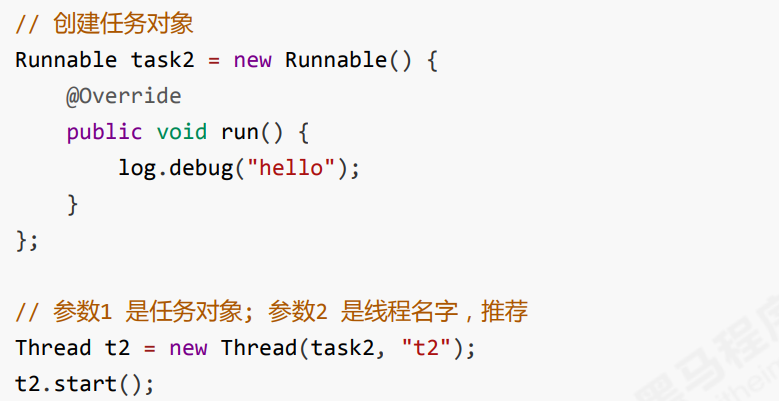 // 创建任务对象
Runnable task2 = new Runnable() {
    @Override
    public void run() {
        log.debug("hello");
    }
};

// 参数1 是任务对象; 参数2 是线程名字，推荐
Thread t2 = new Thread(task2, "t2");
t2.start();
黑马程序